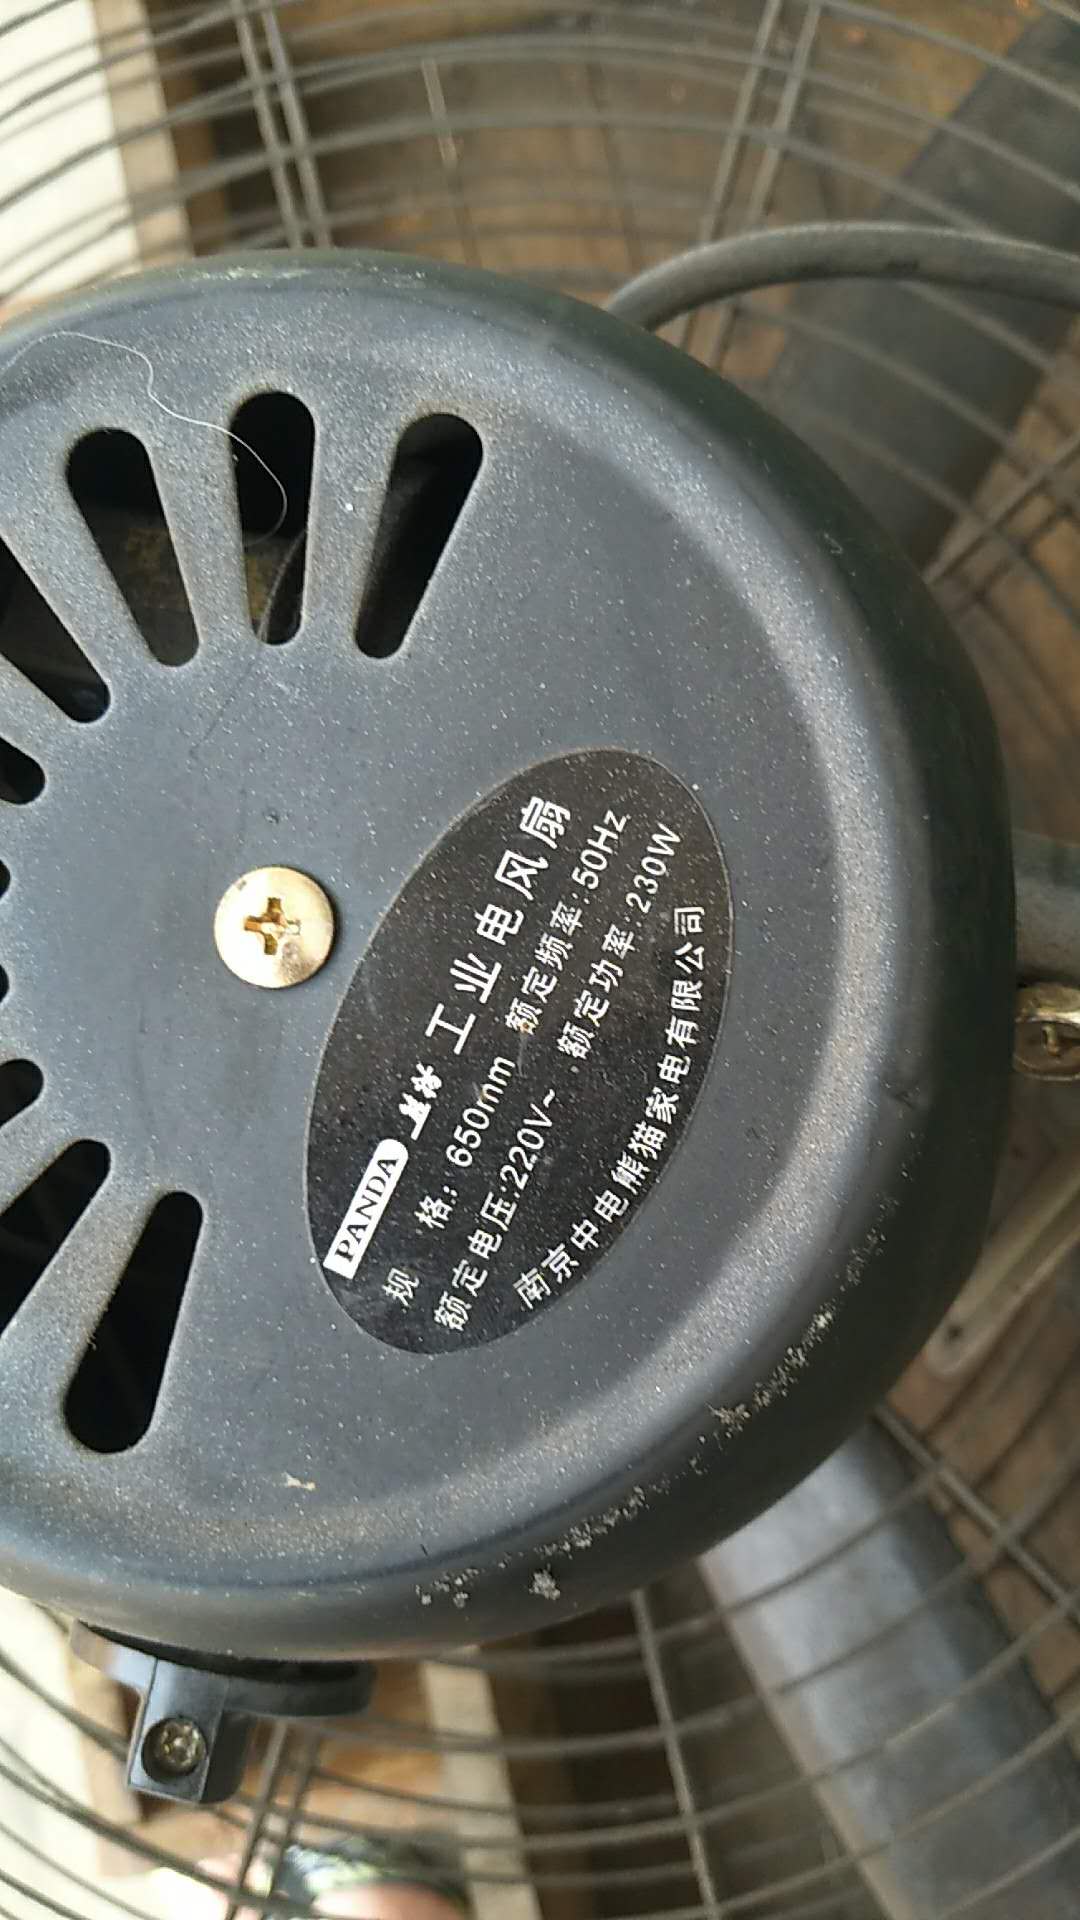 PANDA 熊猫 工业电风扇
规 格: 650mm 额定频率:50Hz
额定电压:220V~ 额定功率:230W
南京中电熊猫家电有限公司